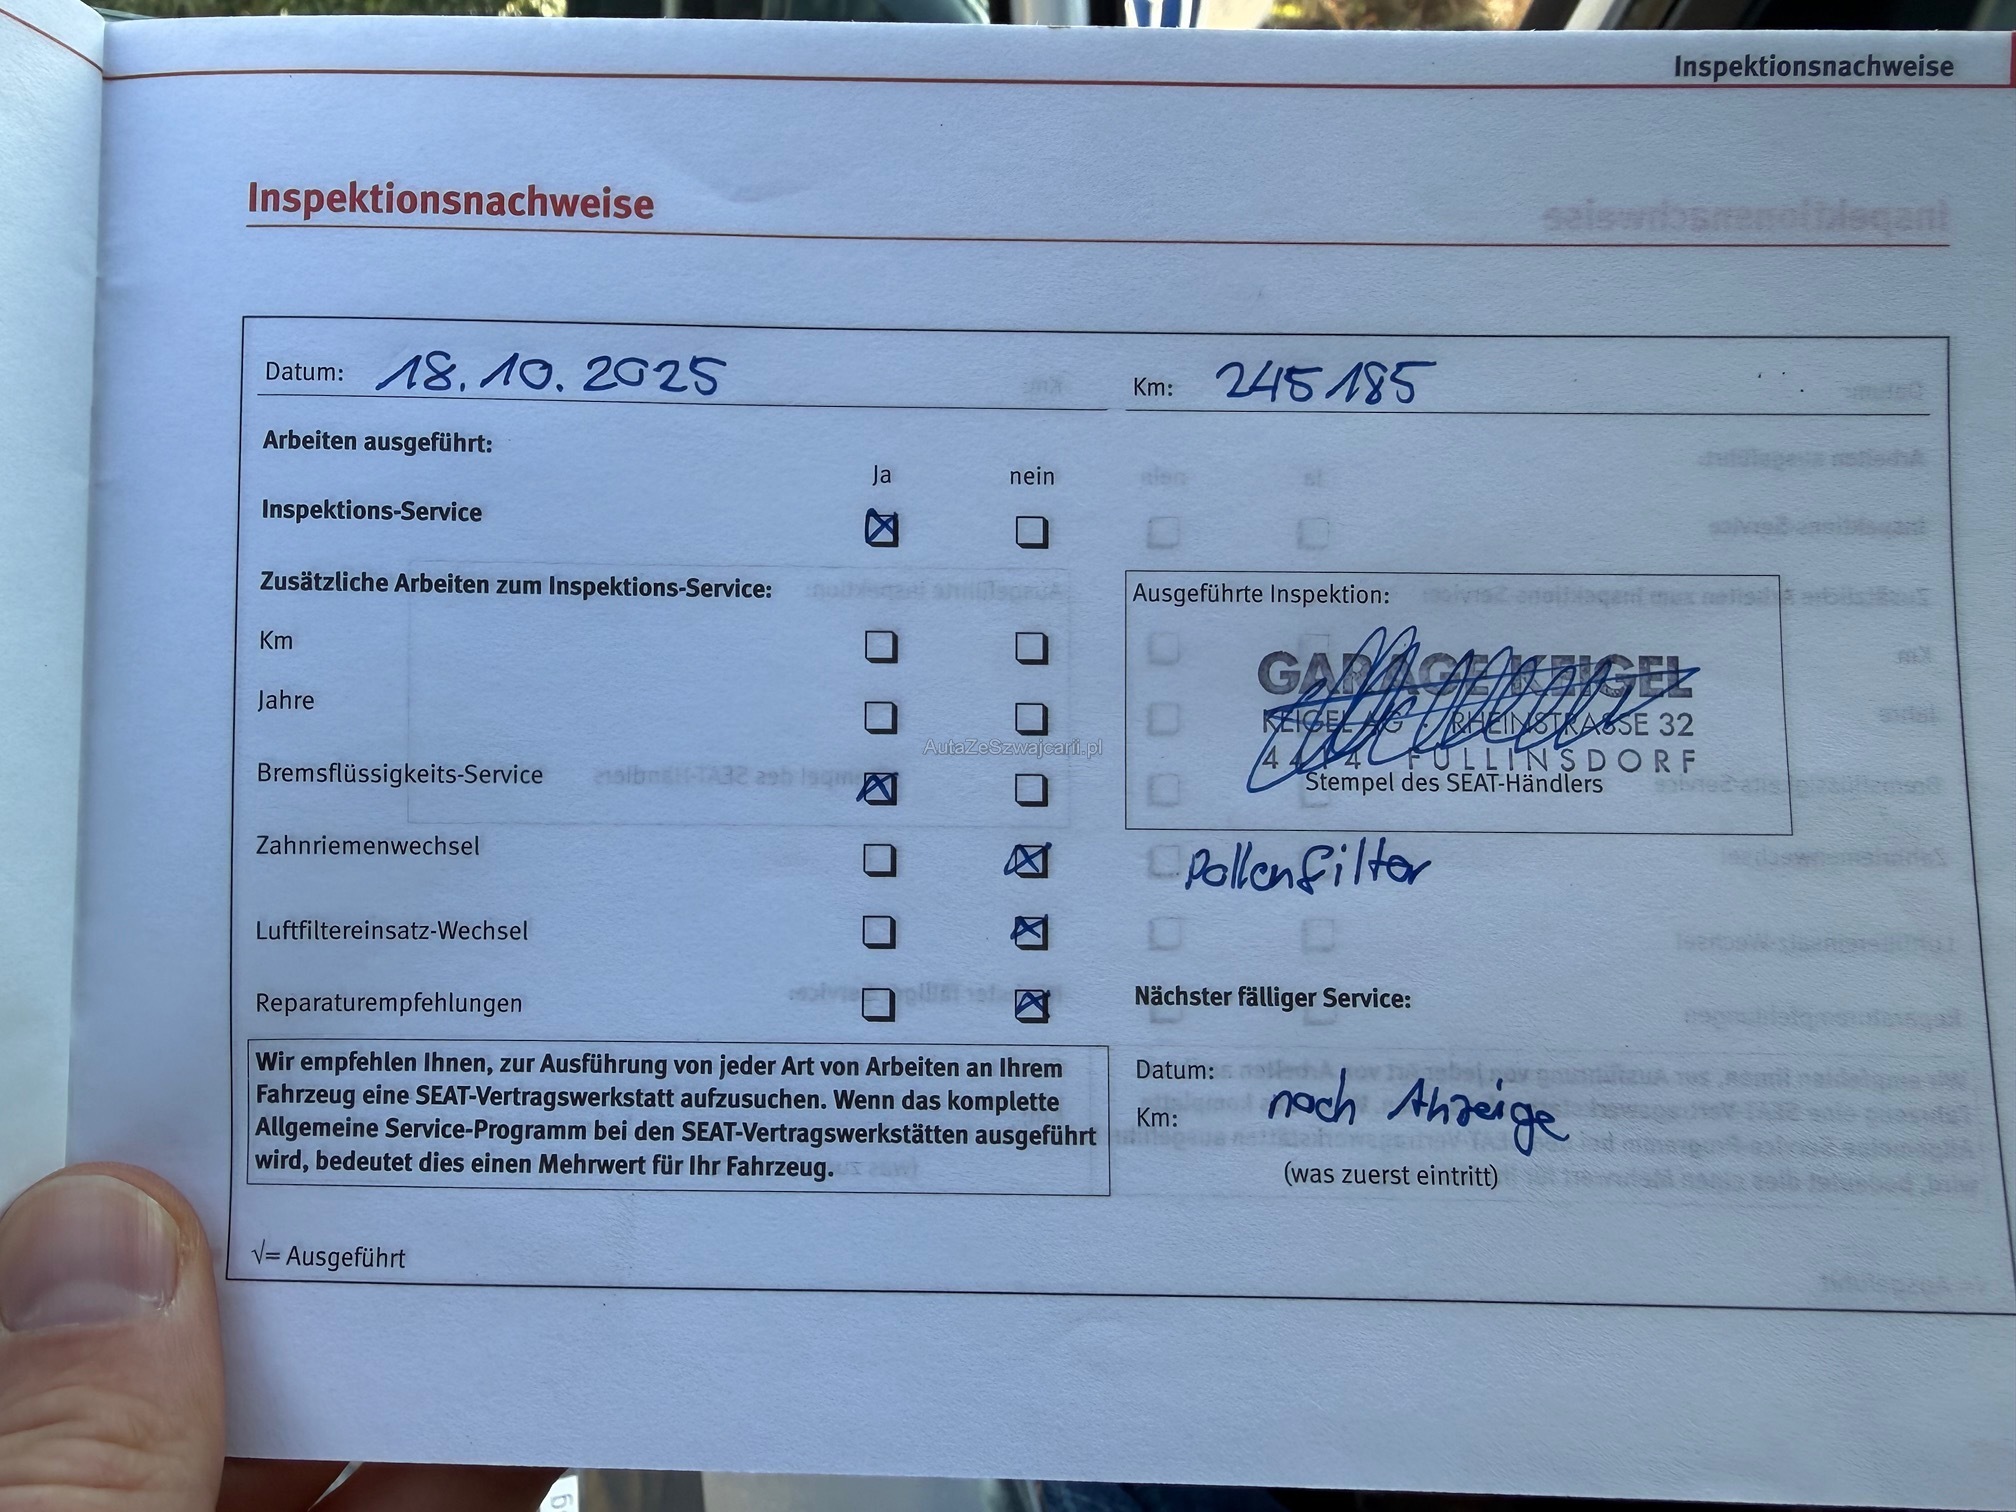 Inspektionsnachweise
Inspektionsnachweise
Datum: 18.10.2025
Km: 245185
Arbeiten ausgeführt:
Ja nein
Inspektions-Service
Zusätzliche Arbeiten zum Inspektions-Service:
Km
Jahre
Bremsflüssigkeits-Service
Zahnriemenwechsel
Luftfiltereinsatz-Wechsel
Reparaturempfehlungen
Ausgeführte Inspektion:
GARAGE KEIGEL
KEIGEL AG RHEINSTRASSE 32
4414 FÜLLINSDORF
Stempel des SEAT-Händlers
AutaZeSzwajcarii.pl
Pollenfilter
Nächster fälliger Service:
Datum:
Km: nach Anzeige
(was zuerst eintritt)
Wir empfehlen Ihnen, zur Ausführung von jeder Art von Arbeiten an Ihrem
Fahrzeug eine SEAT-Vertragswerkstatt aufzusuchen. Wenn das komplette
Allgemeine Service-Programm bei den SEAT-Vertragswerkstätten ausgeführt
wird, bedeutet dies einen Mehrwert für Ihr Fahrzeug.
√= Ausgeführt